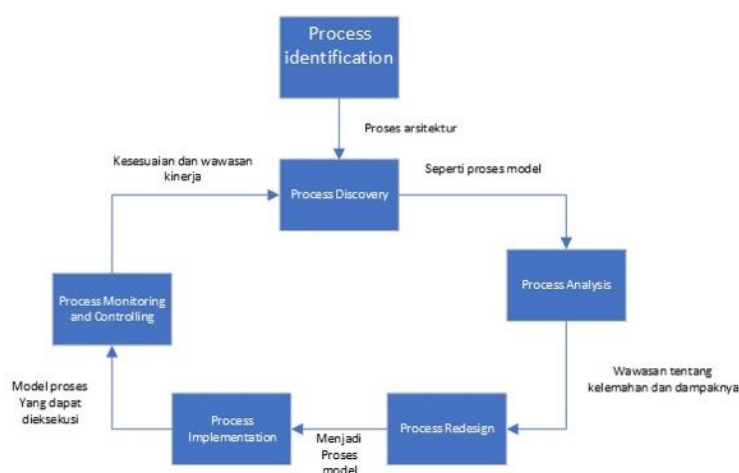 Process
identification
Proses arsitektur
Kesesuaian dan wawasan
kinerja
Process Discovery
Seperti proses model
Process Analysis
Process Monitoring
and Controlling
Wawasan tentang
kelemahan dan dampaknya
Model proses
Yang dapat
dieksekusi
Process
Implementation
Process Redesign
Menjadi
Proses
model